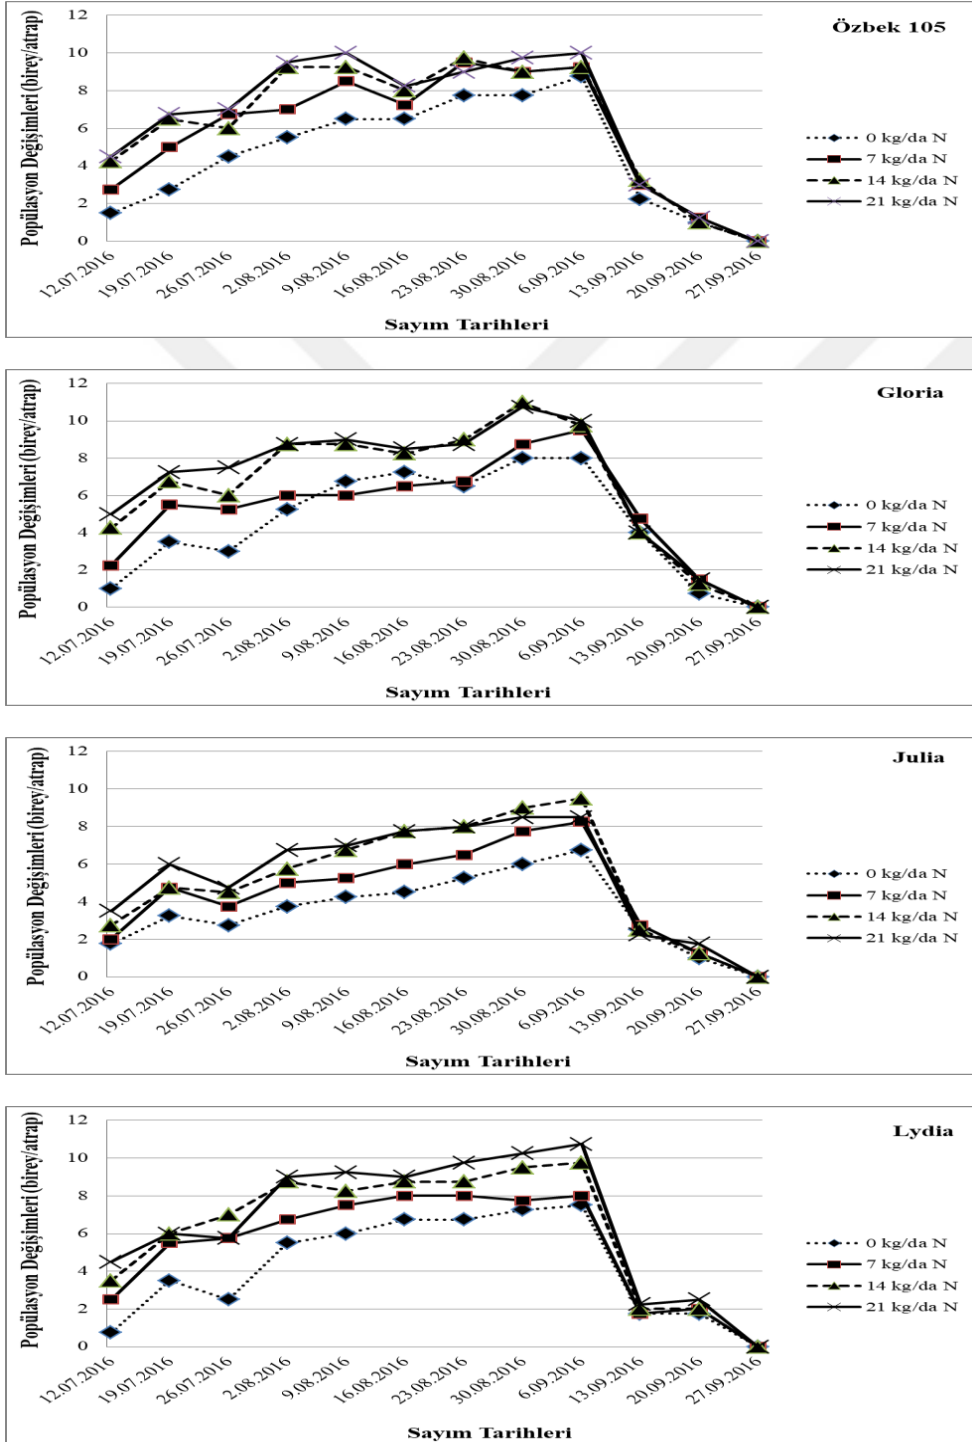 Özbek 105
Popülasyon Değişimleri (birey/atrap)
12
10
8
6
4
2
0
12.07.2016
19.07.2016
26.07.2016
2.08.2016
9.08.2016
16.08.2016
23.08.2016
30.08.2016
6.09.2016
13.09.2016
20.09.2016
27.09.2016
Sayım Tarihleri
0 kg/da N
7 kg/da N
14 kg/da N
21 kg/da N
Gloria
Popülasyon Değişimleri (birey/atrap)
12
10
8
6
4
2
0
12.07.2016
19.07.2016
26.07.2016
2.08.2016
9.08.2016
16.08.2016
23.08.2016
30.08.2016
6.09.2016
13.09.2016
20.09.2016
27.09.2016
Sayım Tarihleri
0 kg/da N
7 kg/da N
14 kg/da N
21 kg/da N
Julia
Popülasyon Değişimleri (birey/atrap)
12
10
8
6
4
2
0
12.07.2016
19.07.2016
26.07.2016
2.08.2016
9.08.2016
16.08.2016
23.08.2016
30.08.2016
6.09.2016
13.09.2016
20.09.2016
27.09.2016
Sayım Tarihleri
0 kg/da N
7 kg/da N
14 kg/da N
21 kg/da N
Lydia
Popülasyon Değişimleri (birey/atrap)
12
10
8
6
4
2
0
12.07.2016
19.07.2016
26.07.2016
2.08.2016
9.08.2016
16.08.2016
23.08.2016
30.08.2016
6.09.2016
13.09.2016
20.09.2016
27.09.2016
Sayım Tarihleri
0 kg/da N
7 kg/da N
14 kg/da N
21 kg/da N